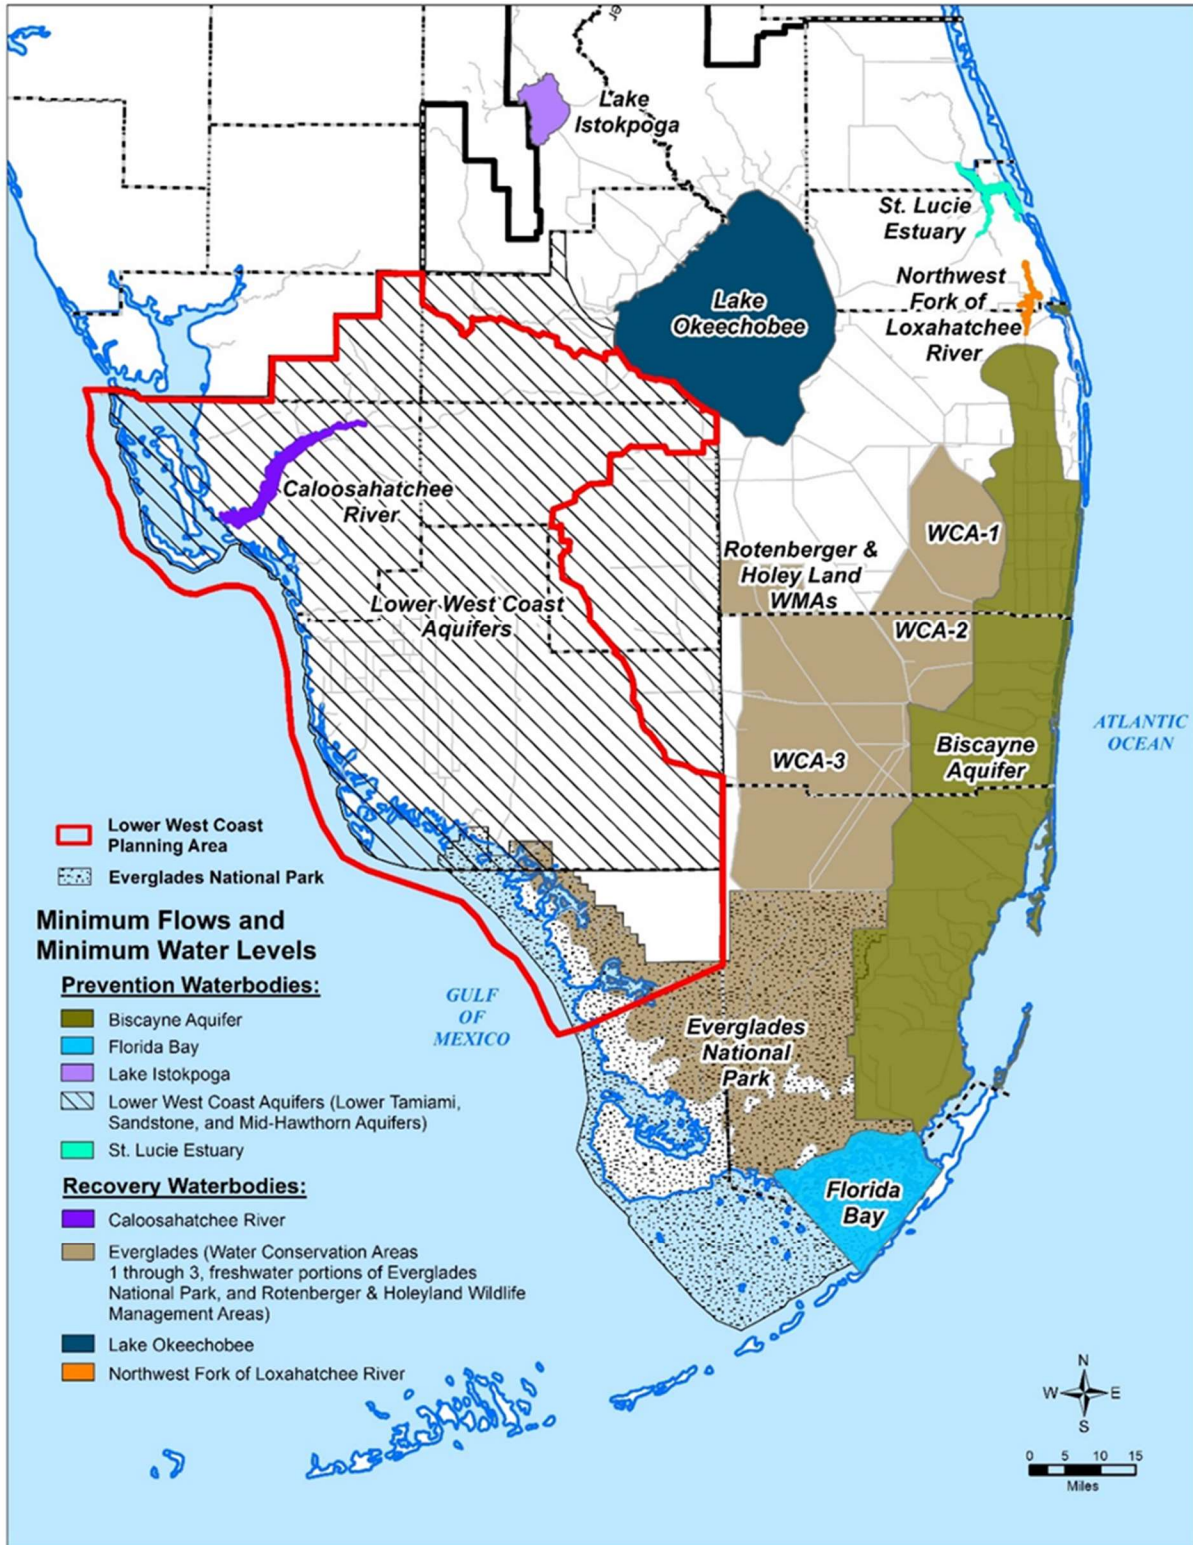 er
Lake
Istokpoga
St. Lucie
Estuary
Northwest
Fork of
Loxahatchee
River
Lake
Okeechobee
Caloosahatchee
River
WCA-1
Rotenberger &
Holey Land
WMAs
Lower West Coast
Aquifers
WCA-2
ATLANTIC
OCEAN
WCA-3
Biscayne
Aquifer
Lower West Coast
Planning Area
Everglades National Park
Minimum Flows and
Minimum Water Levels
Prevention Waterbodies:
Biscayne Aquifer
Florida Bay
Lake Istokpoga
Lower West Coast Aquifers (Lower Tamiami,
Sandstone, and Mid-Hawthorn Aquifers)
St. Lucie Estuary
Recovery Waterbodies:
Caloosahatchee River
Everglades (Water Conservation Areas
1 through 3, freshwater portions of Everglades
National Park, and Rotenberger & Holeyland Wildlife
Management Areas)
Lake Okeechobee
Northwest Fork of Loxahatchee River
GULF
OF
MEXICO
Everglades
National
Park
Florida
Bay
N
W E
S
0 5 10 15
Miles